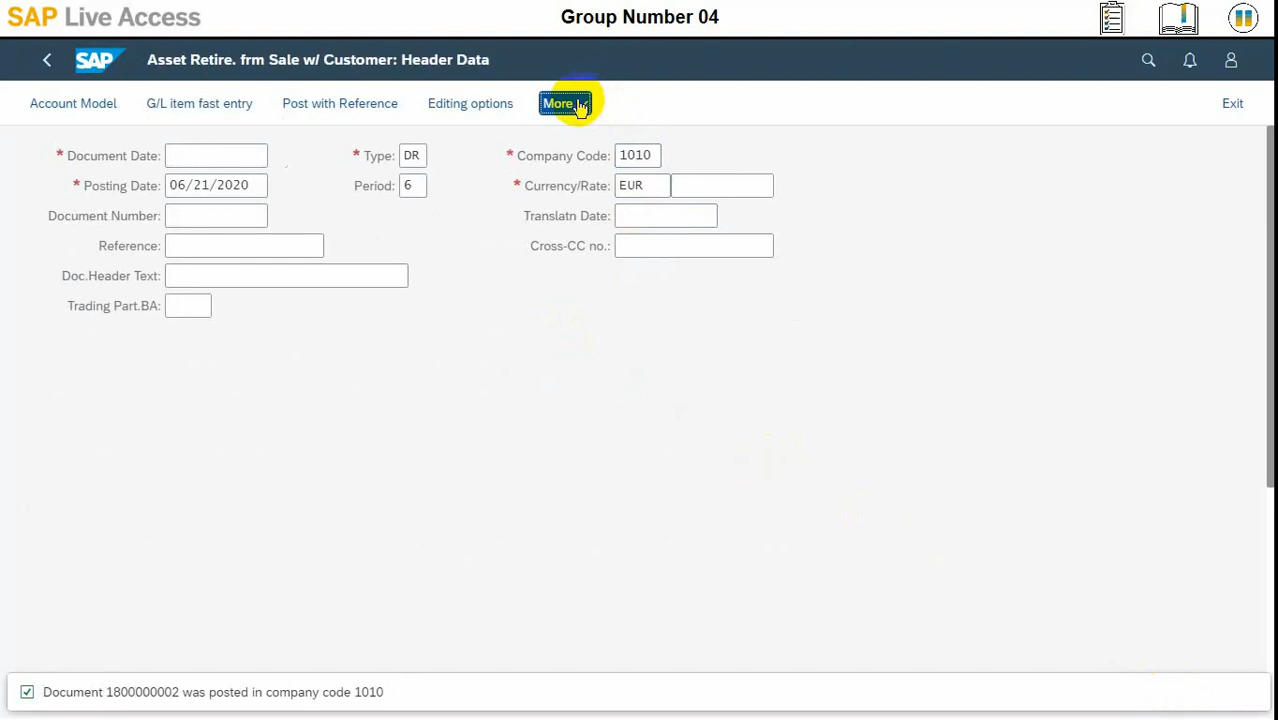 SAP Live Access
Group Number 04
SAP
Asset Retire. frm Sale w/ Customer: Header Data
Account Model
G/L item fast entry
Post with Reference
Editing options
More
Exit
* Document Date:
* Type: DR
* Company Code: 1010
* Posting Date: 06/21/2020
Period: 6
* Currency/Rate: EUR
Document Number:
Translatn Date:
Reference:
Cross-CC no.:
Doc.Header Text:
Trading Part.BA:
Document 1800000002 was posted in company code 1010